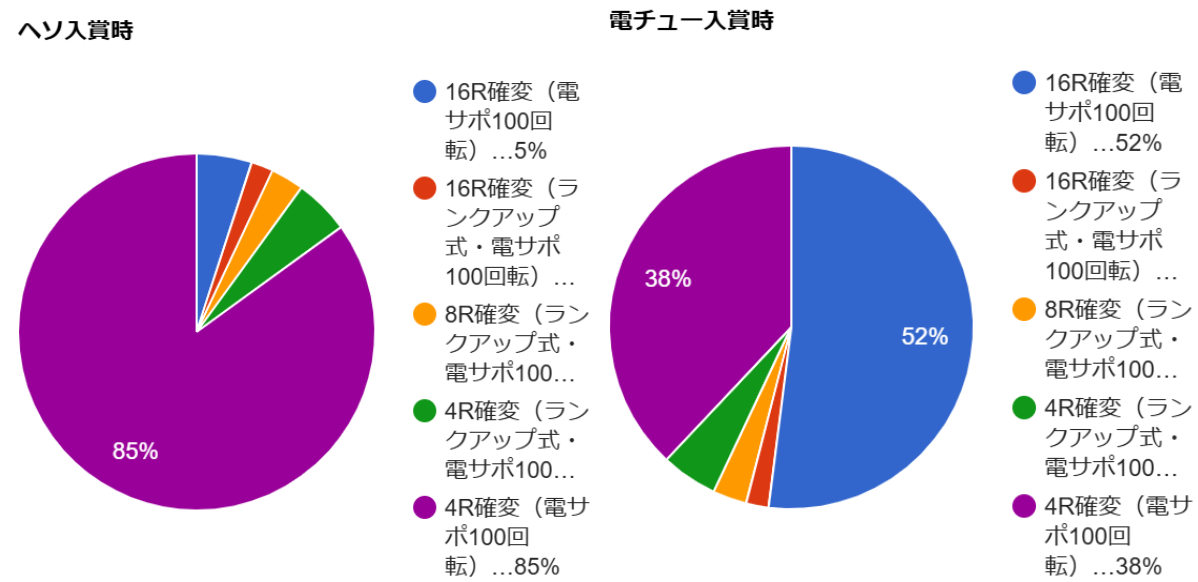 ヘソ入賞時
16R確変（電
サポ100回
転）…5%
16R確変（ラ
ンクアップ
式・電サポ
100回転）…
8R確変（ラン
クアップ式・
電サポ100…
4R確変（ラン
クアップ式・
電サポ100…
4R確変（電サ
ポ100回
転）…85%
85%
電チュー入賞時
16R確変（電
サポ100回
転）…52%
16R確変（ラ
ンクアップ
式・電サポ
100回転）…
8R確変（ラン
クアップ式・
電サポ100…
4R確変（ラン
クアップ式・
電サポ100…
4R確変（電サ
ポ100回
転）…38%
38%
52%